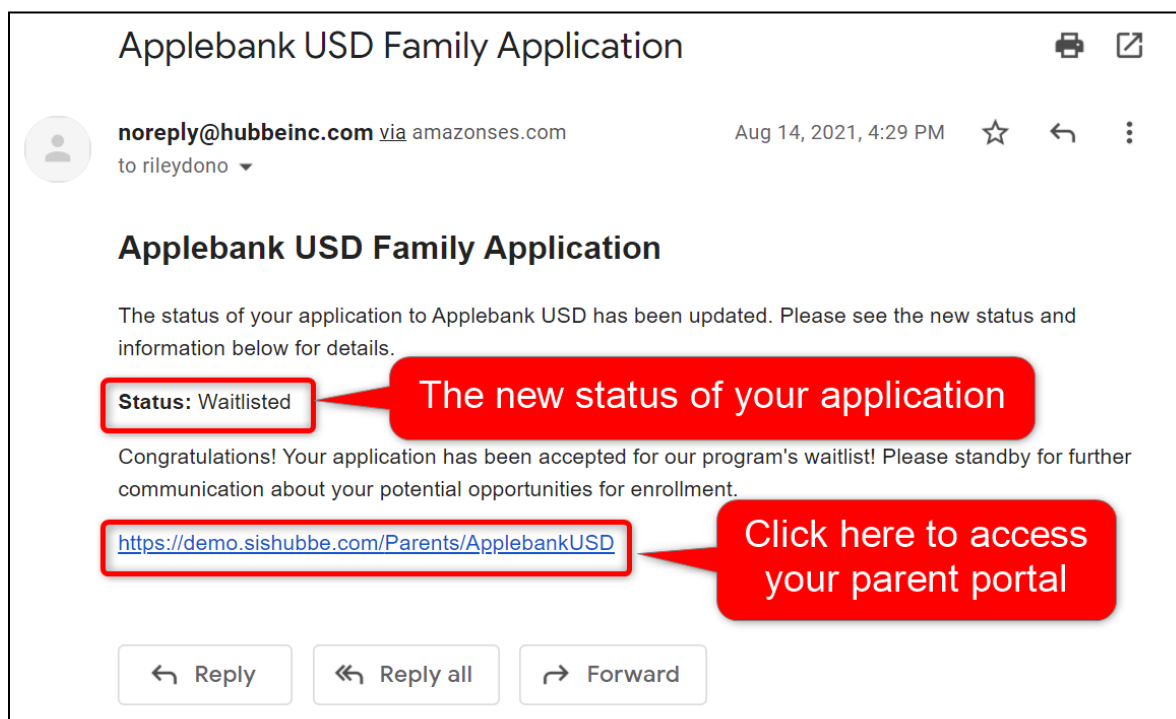 Applebank USD Family Application
noreply@hubbeinc.com via amazonses.com
Aug 14, 2021, 4:29 PM
to rileydono
Applebank USD Family Application
The status of your application to Applebank USD has been updated. Please see the new status and
information below for details.
Status: Waitlisted
The new status of your application
Congratulations! Your application has been accepted for our program's waitlist! Please standby for further
communication about your potential opportunities for enrollment.
https://demo.sishubbe.com/Parents/ApplebankUSD
Click here to access
your parent portal
Reply
Reply all
Forward